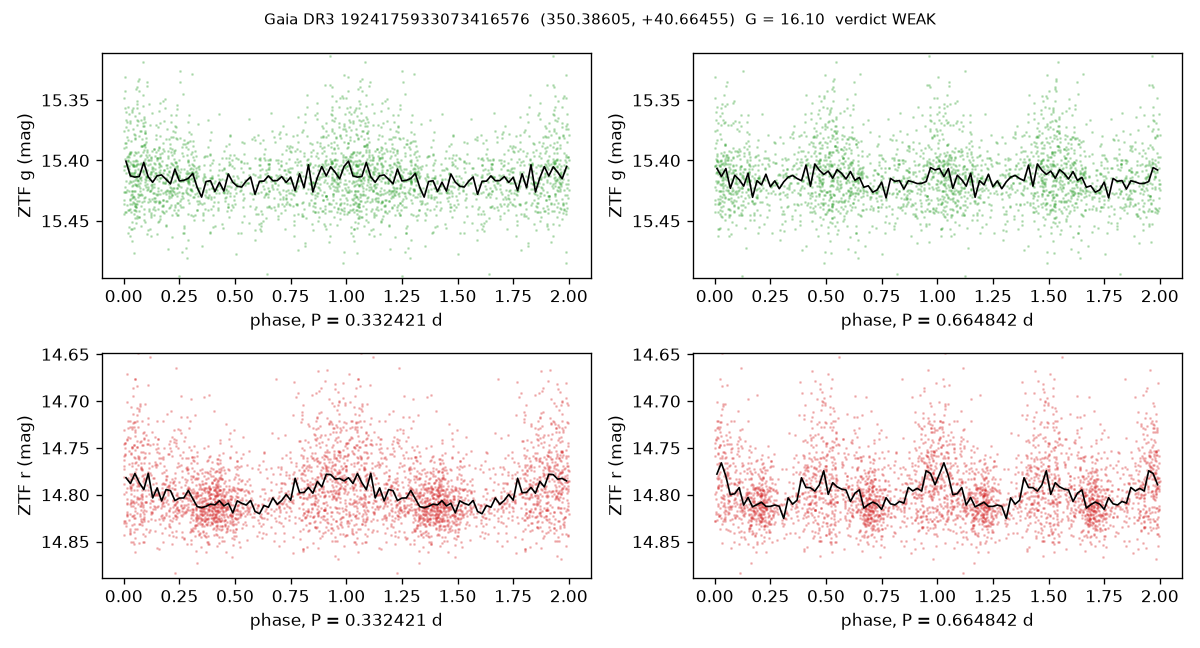 Gaia DR3 1924175933073416576 (350.38605, +40.66455) G = 16.10 verdict WEAK
ZTF g (mag)
15.35
15.40
15.45
0.00 0.25 0.50 0.75 1.00 1.25 1.50 1.75 2.00
phase, P = 0.332421 d
ZTF g (mag)
15.35
15.40
15.45
0.00 0.25 0.50 0.75 1.00 1.25 1.50 1.75 2.00
phase, P = 0.664842 d
ZTF r (mag)
14.65
14.70
14.75
14.80
14.85
0.00 0.25 0.50 0.75 1.00 1.25 1.50 1.75 2.00
phase, P = 0.332421 d
ZTF r (mag)
14.65
14.70
14.75
14.80
14.85
0.00 0.25 0.50 0.75 1.00 1.25 1.50 1.75 2.00
phase, P = 0.664842 d